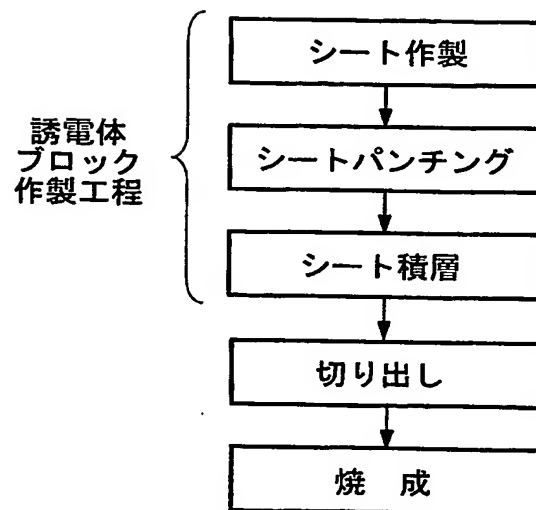 誘電体
ブロック
作製工程
シート作製
シートパンチング
シート積層
切り出し
焼 成